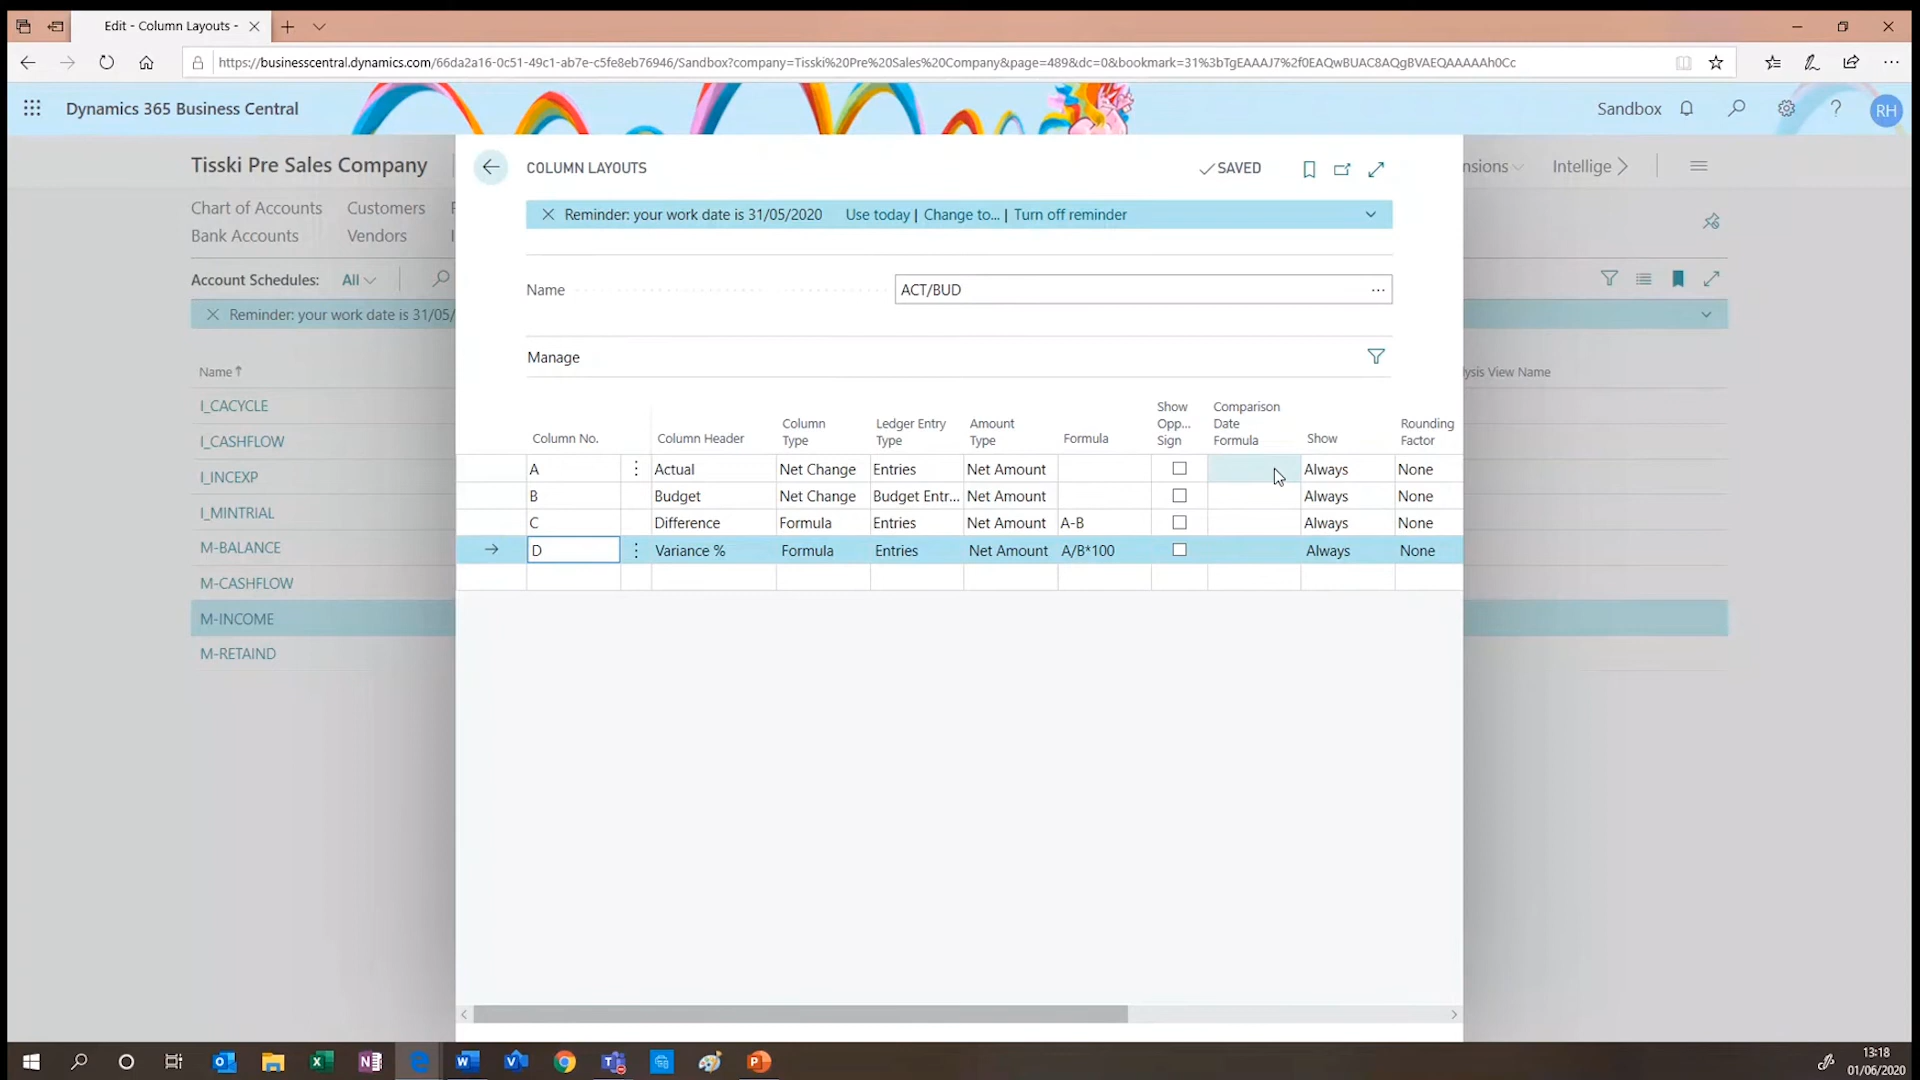 Edit - Column Layouts -
https://businesscentral.dynamics.com/66da2a16-0c51-49c1-ab7e-c5fe8eb76946/Sandbox?company=Tisski%20Pre%20Sales%20Company&page=489&dc=0&bookmark=31%3bTgEAAAJ7%2f0EAQwBUAC8AQgBVAEQAAAAAh0Cc
Dynamics 365 Business Central
Sandbox
?
RH
Tisski Pre Sales Company
nsions
Intellige
Chart of Accounts
Customers
Bank Accounts
Vendors
Account Schedules:
All
Reminder: your work date is 31/05/
Name
lysis View Name
I_CACYCLE
I_CASHFLOW
I_INCEXP
I_MINTRIAL
M-BALANCE
M-CASHFLOW
M-INCOME
M-RETAIND
COLUMN LAYOUTS
SAVED
Reminder: your work date is 31/05/2020 Use today | Change to... | Turn off reminder
Name
ACT/BUD
Manage
Column No.
Column Header
Column
Type
Ledger Entry
Type
Amount
Type
Formula
Show
Opp...
Sign
Comparison
Date
Formula
Show
Rounding
Factor
A Actual Net Change Entries Net Amount Always None
B Budget Net Change Budget Entr... Net Amount Always None
C Difference Formula Entries Net Amount A-B Always None
D Variance % Formula Entries Net Amount A/B*100 Always None
13:18
01/06/2020